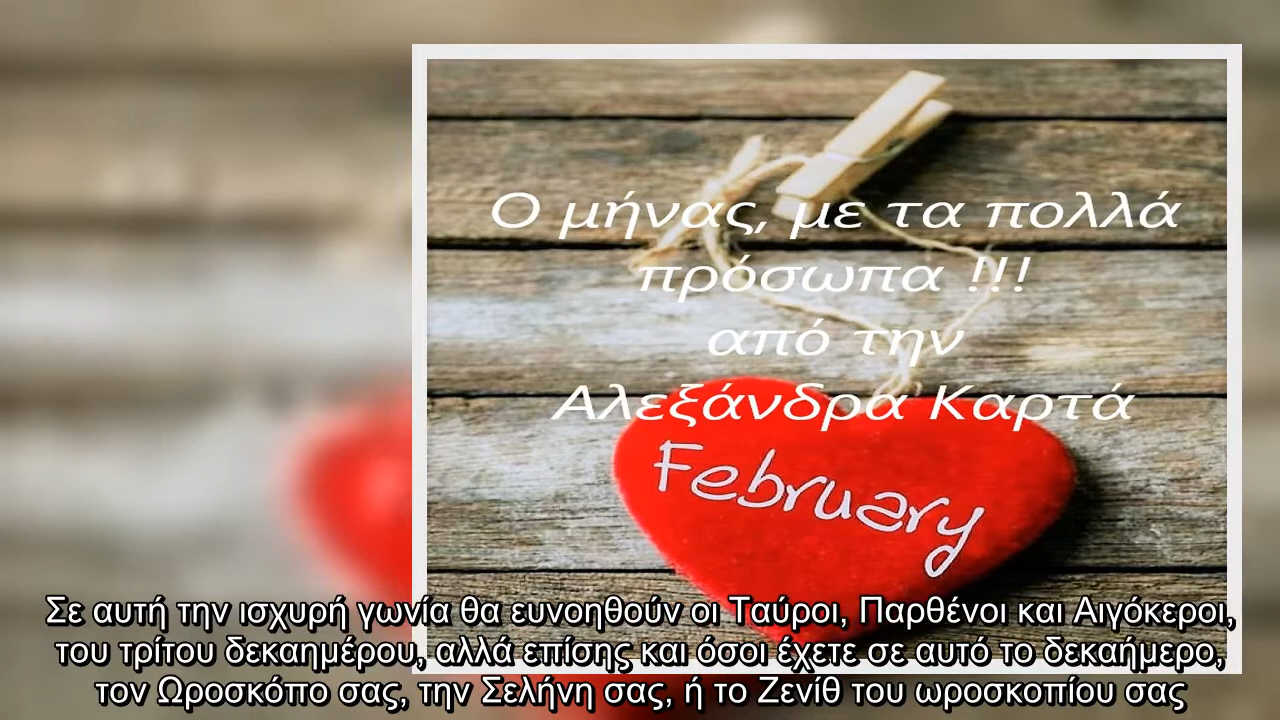 Ο μήνας, με τα πολλά
πρόσωπα !!!
από την
Αλεξάνδρα Καρτά
February
Σε αυτή την ισχυρή γωνία θα ευνοηθούν οι Ταύροι, Παρθένοι και Αιγόκεροι,
του τρίτου δεκαημέρου, αλλά επίσης και όσοι έχετε σε αυτό το δεκαήμερο,
τον Ωροσκόπο σας, την Σελήνη σας, ή το Ζενίθ του ωροσκοπίου σας